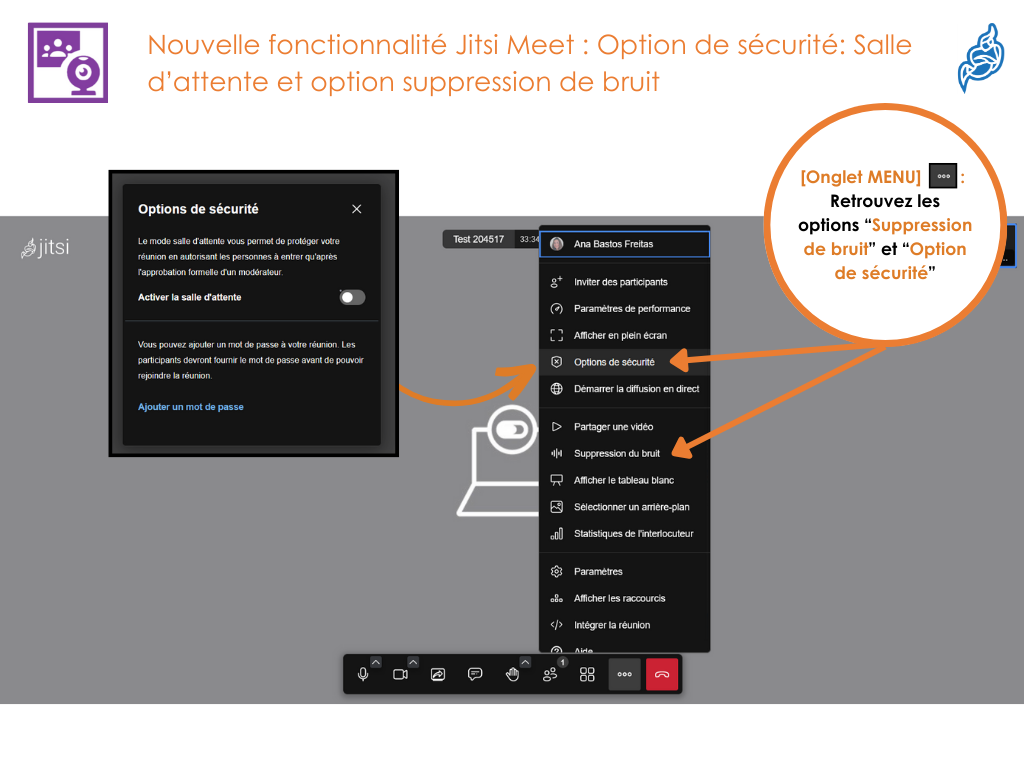 Nouvelle fonctionnalité Jitsi Meet : Option de sécurité: Salle
d'attente et option suppression de bruit
[Onglet MENU] :
Retrouvez les
options “Suppression
de bruit” et “Option
de sécurité”
jitsi
Options de sécurité
Le mode salle d'attente vous permet de protéger votre
réunion en autorisant les personnes à entrer qu'après
l'approbation formelle d'un modérateur.
Activer la salle d'attente
Vous pouvez ajouter un mot de passe à votre réunion. Les
participants devront fournir le mot de passe avant de pouvoir
rejoindre la réunion.
Ajouter un mot de passe
Test 204517 33:34
Ana Bastos Freitas
Inviter des participants
Paramètres de performance
Afficher en plein écran
Options de sécurité
Démarrer la diffusion en direct
Partager une vidéo
Suppression du bruit
Afficher le tableau blanc
Sélectionner un arrière-plan
Statistiques de l'interlocuteur
Paramètres
Afficher les raccourcis
Intégrer la réunion
Aide
1